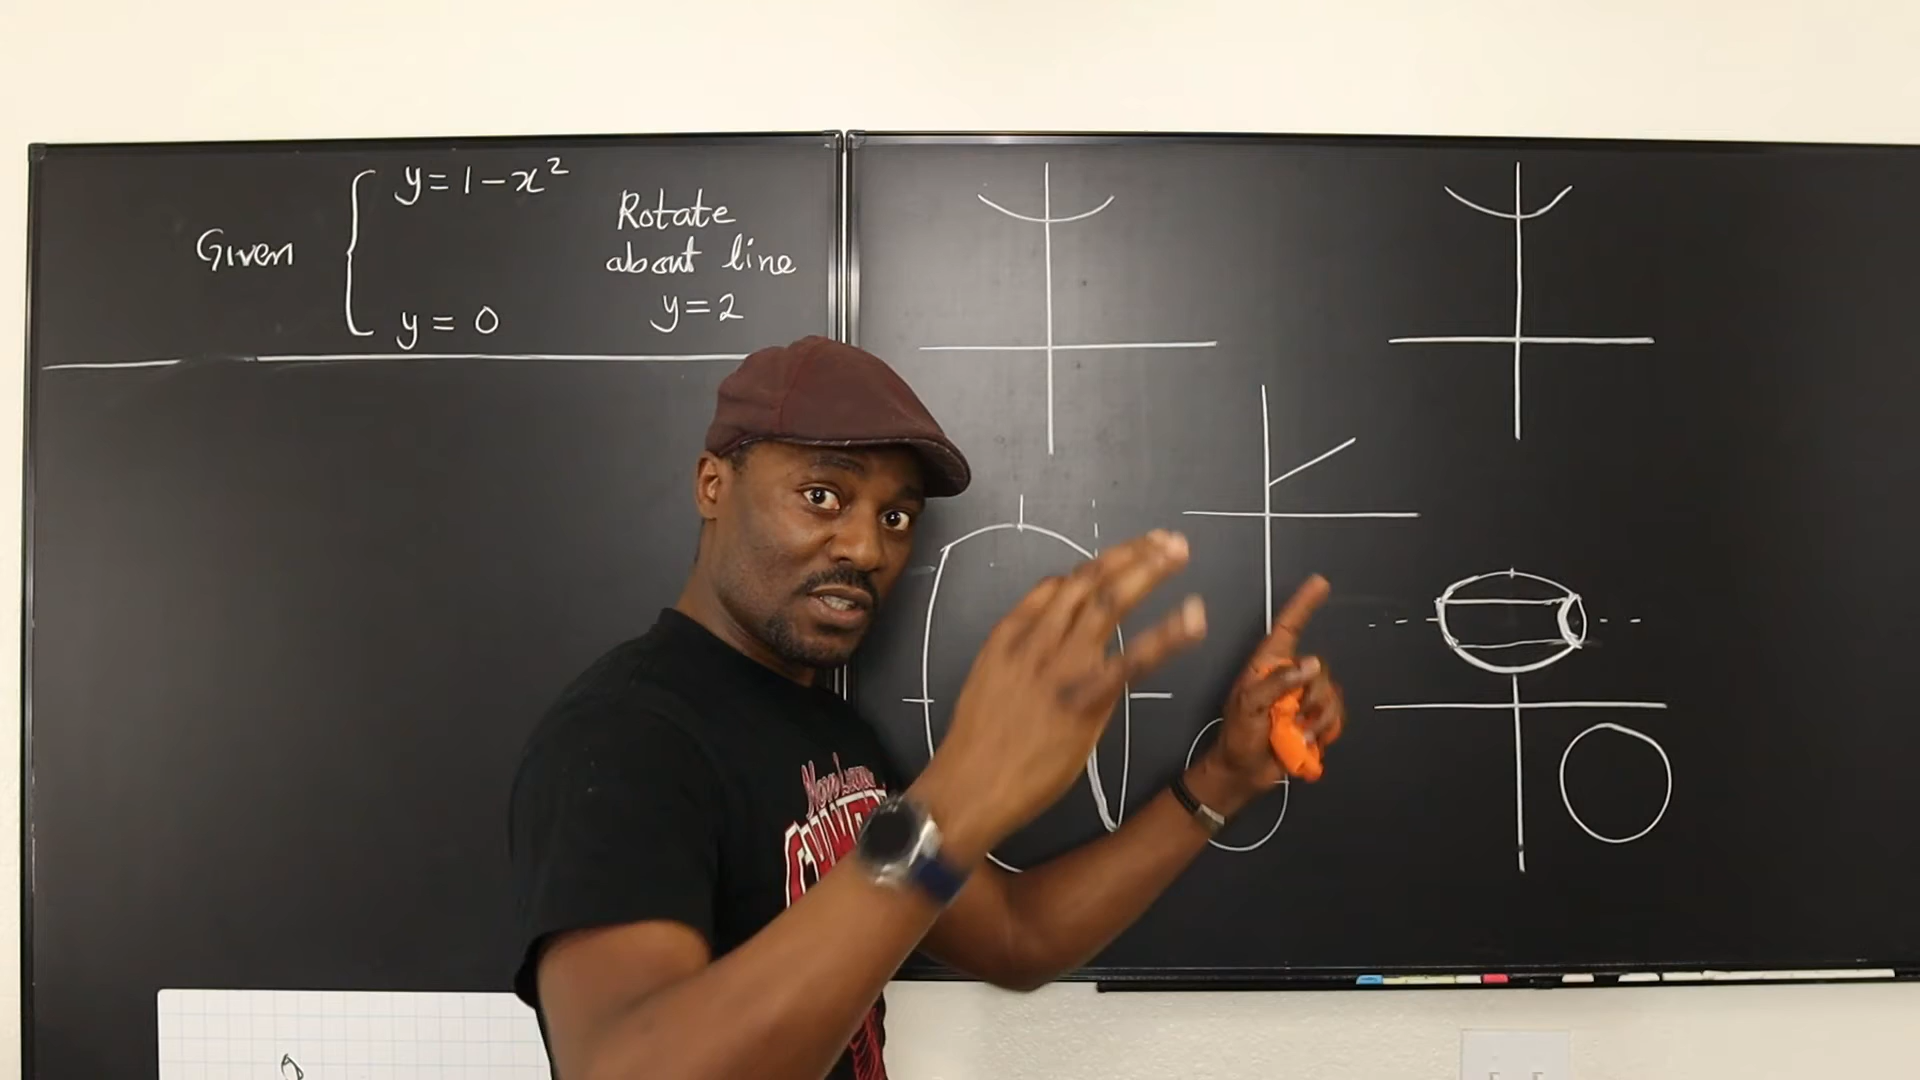 Given
y = 1 - x²
y = 0
Rotate
about line
y = 2